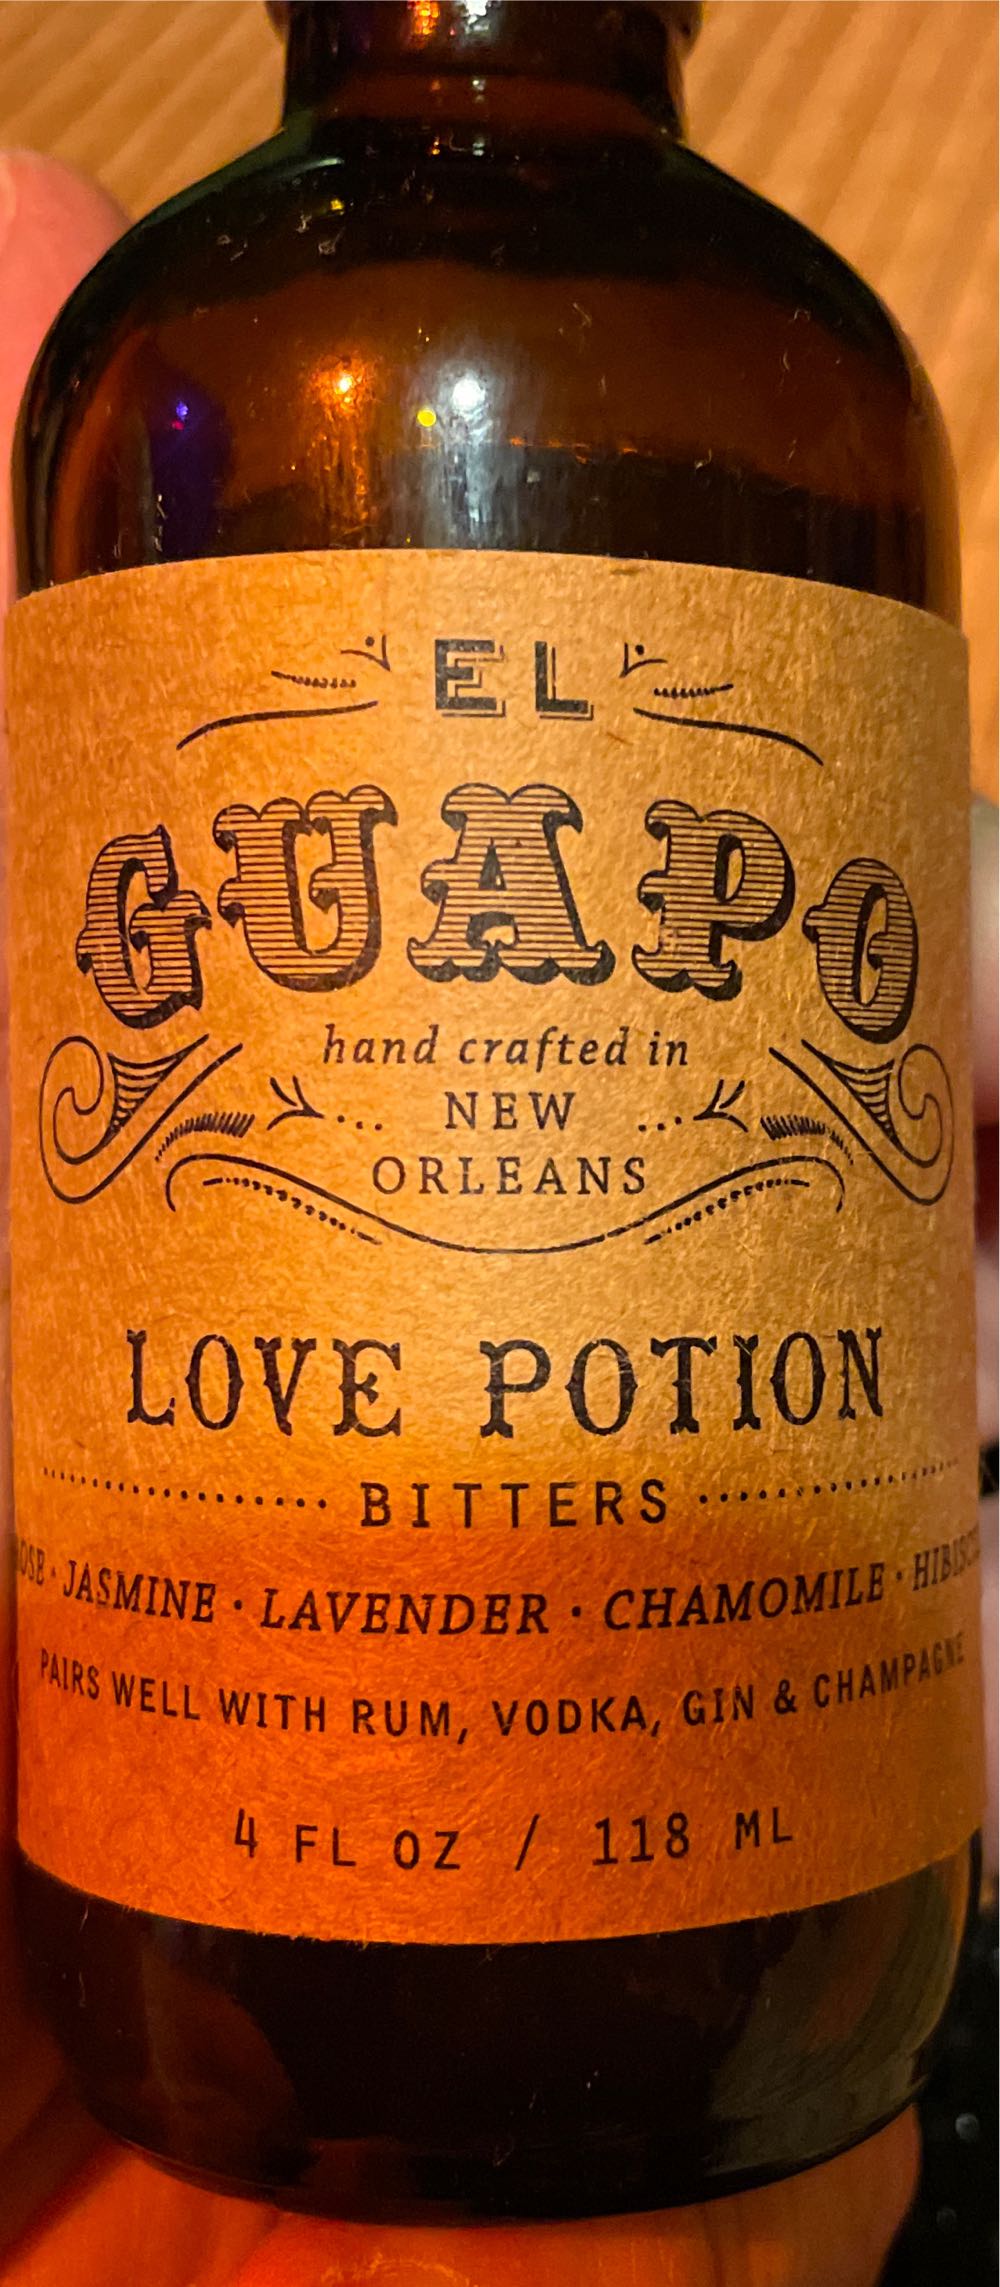 EL
GUAPO
hand crafted in
NEW
ORLEANS
LOVE POTION
BITTERS
JASMINE · LAVENDER · CHAMOMILE ·
PAIRS WELL WITH RUM, VODKA, GIN & CHAMPAGNE
4 FL OZ / 118 ML